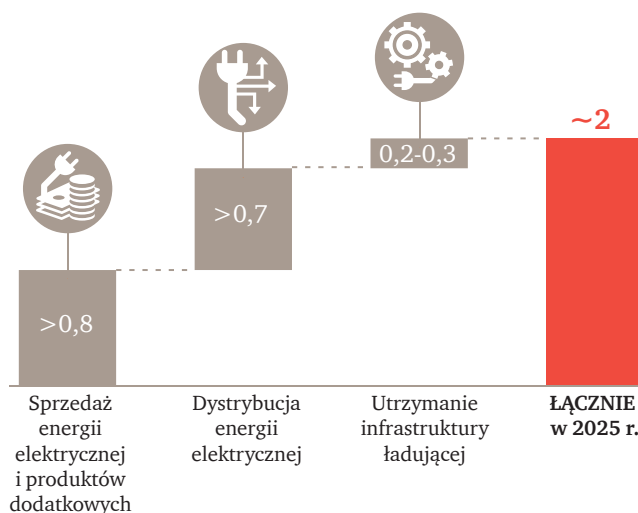 ~2
0,2-0,3
>0,7
>0,8
Sprzedaż
energii
elektrycznej
i produktów
dodatkowych
Dystrybucja
energii
elektrycznej
Utrzymanie
infrastruktury
ładującej
ŁĄCZNIE
w 2025 r.